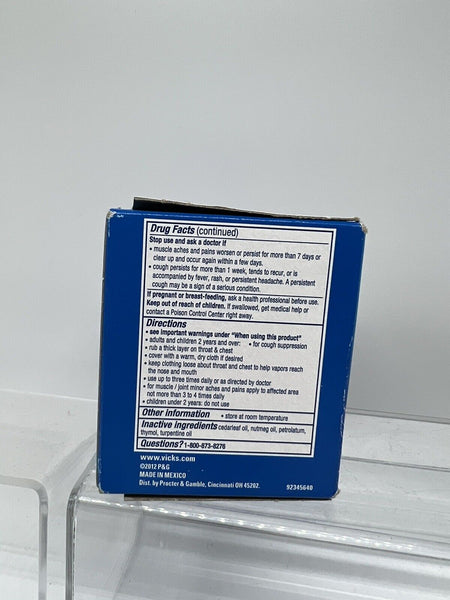 Drug Facts (continued)
Stop use and ask a doctor if
• muscle aches and pains worsen or persist for more than 7 days or
clear up and occur again within a few days.
• cough persists for more than 1 week, tends to recur, or is
accompanied by fever, rash, or persistent headache. A persistent
cough may be a sign of a serious condition.
If pregnant or breast-feeding, ask a health professional before use.
Keep out of reach of children. If swallowed, get medical help or
contact a Poison Control Center right away.
Directions
• see important warnings under "When using this product"
• adults and children 2 years and over: • for cough suppression
• rub a thick layer on throat & chest
• cover with a warm, dry cloth if desired
• keep clothing loose about throat and chest to help vapors reach
the nose and mouth
• use up to three times daily or as directed by doctor
• for muscle / joint minor aches and pains apply to affected area
not more than 3 to 4 times daily
• children under 2 years: do not use
Other information • store at room temperature
Inactive ingredients cedarleaf oil, nutmeg oil, petrolatum,
thymol, turpentine oil
Questions? 1-800-873-8276
www.vicks.com
©2012 P&G
MADE IN MEXICO
Dist. by Procter & Gamble, Cincinnati OH 45202.
92345640